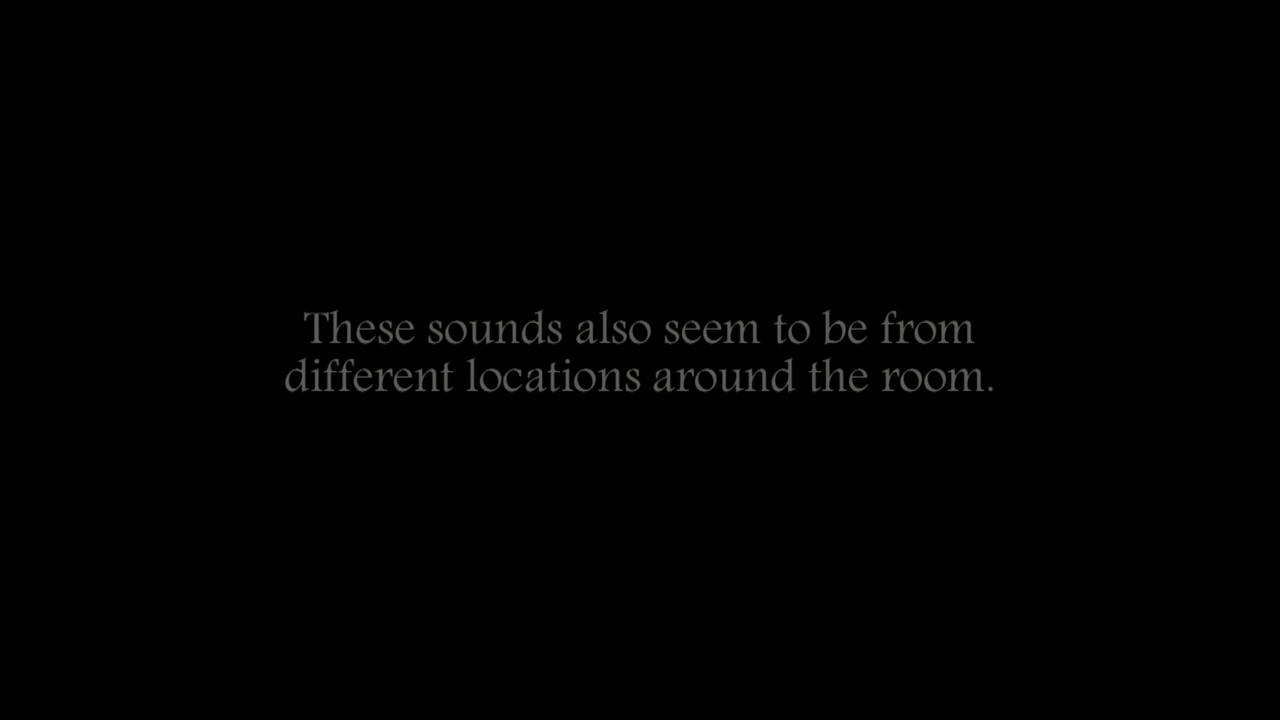 These sounds also seem to be from
different locations around the room.